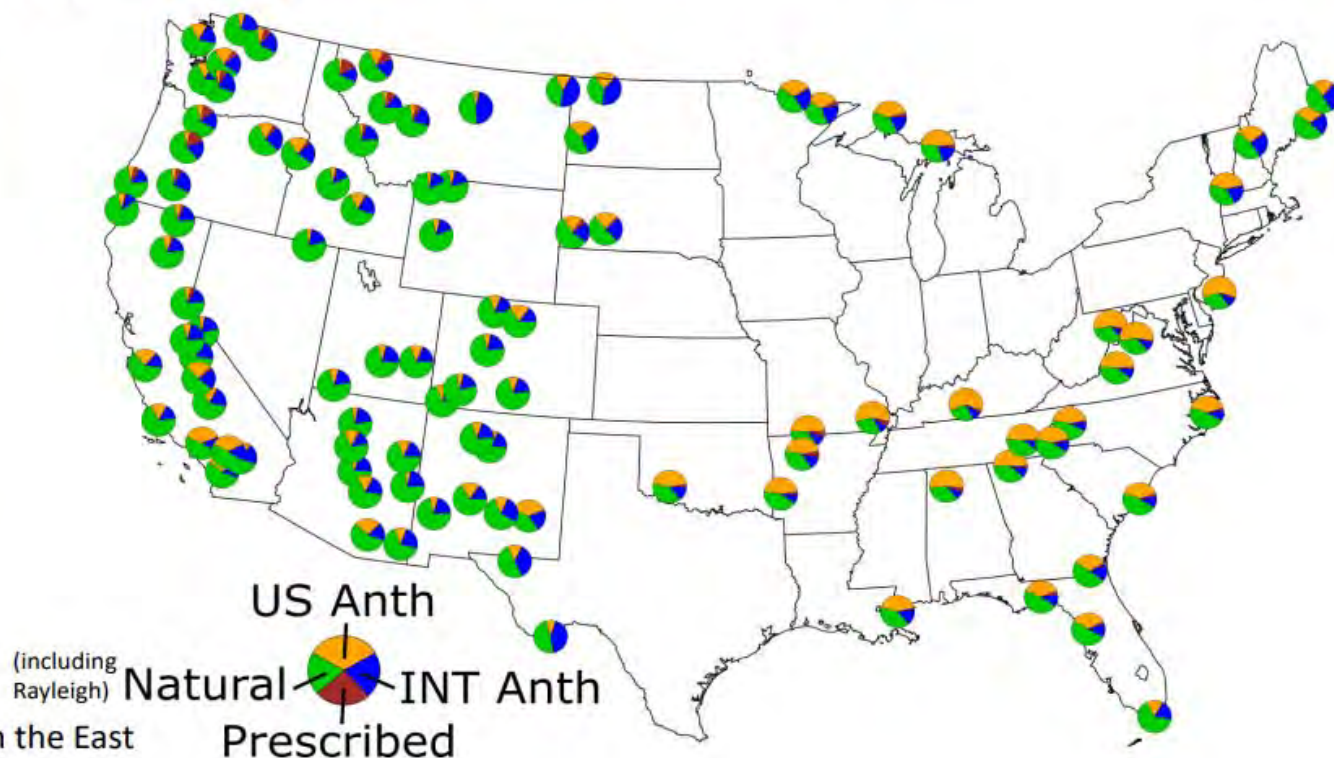 US Anth
(including
Rayleigh)
Natural
INT Anth
the East
Prescribed